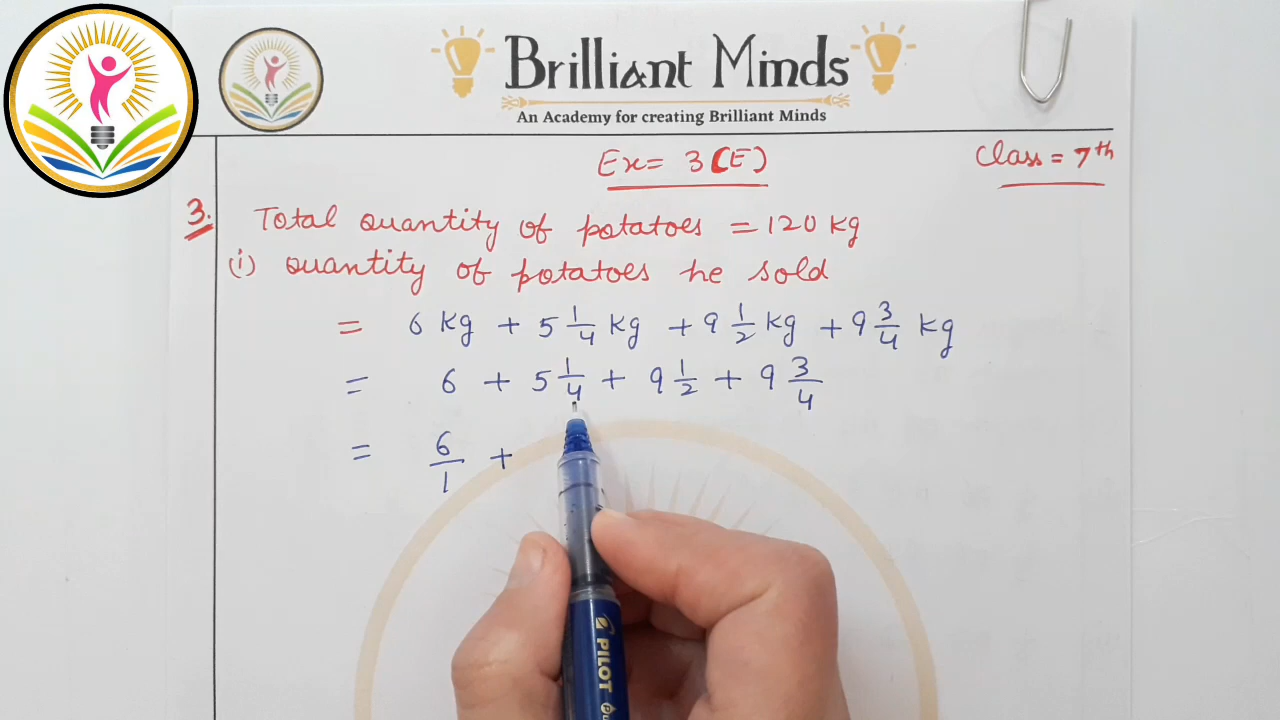 Brilliant Minds
An Academy for creating Brilliant Minds
Ex= 3(E)
Class = 7th
3. Total quantity of potatoes = 120 kg
(i) quantity of potatoes he sold
= 6 kg + 5 1/4 kg + 9 1/2 kg + 9 3/4 kg
= 6 + 5 1/4 + 9 1/2 + 9 3/4
= 6/1 +
PILOT